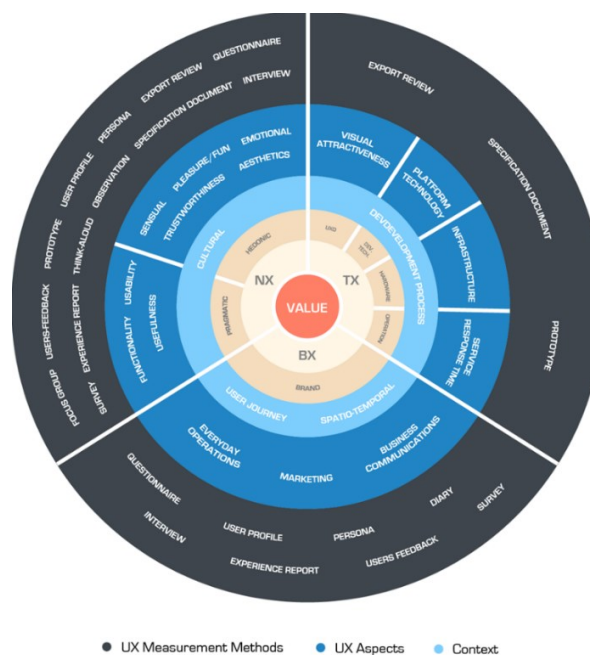 QUESTIONNAIRE
EXPORT REVIEW
PERSONA
USER PROFILE
PROTOTYPE
USERS-FEEDBACK
FOCUS GROUP
INTERVIEW
SPECIFICATION DOCUMENT
OBSERVATION
THINK-ALOUD
EXPERIENCE REPORT
SURVEY
EXPORT REVIEW
SPECIFICATION DOCUMENT
PROTOTYPE
EMOTIONAL
PLEASURE/FUN
SENSUAL
AESTHETICS
TRUSTWORTHINESS
USABILITY
FUNCTIONALITY
USEFULNESS
VISUAL
ATTRACTIVENESS
PLATFORM
TECHNOLOGY
INFRASTRUCTURE
SERVICE
RESPONSE TIME
CULTURAL
DEVDEVELOPMENT PROCESS
USER JOURNEY
SPATIO-TEMPORAL
HEDONIC
PRAGMATIC
HARDWARE
OPERATION
BRAND
NX
TX
BX
VALUE
EVERYDAY
OPERATIONS
MARKETING
BUSINESS
COMMUNICATIONS
QUESTIONNAIRE
INTERVIEW
USER PROFILE
EXPERIENCE REPORT
PERSONA
USERS FEEDBACK
DIARY
SURVEY
UX Measurement Methods
UX Aspects
Context